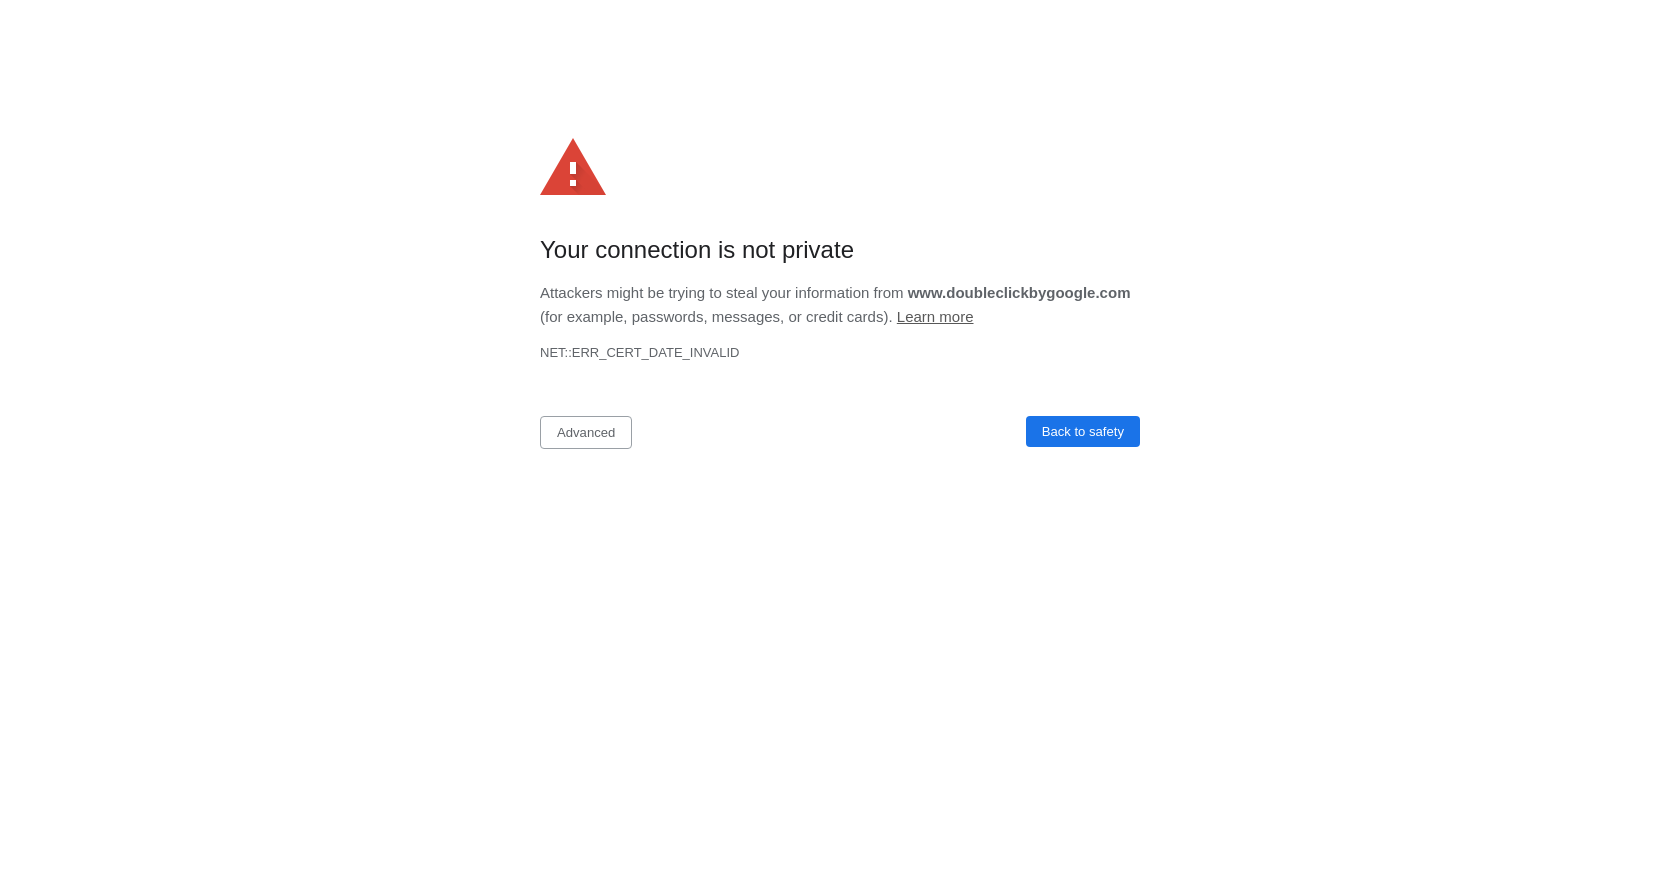 Your connection is not private
Attackers might be trying to steal your information from www.doubleclickbygoogle.com
(for example, passwords, messages, or credit cards). Learn more
NET::ERR_CERT_DATE_INVALID
Advanced
Back to safety